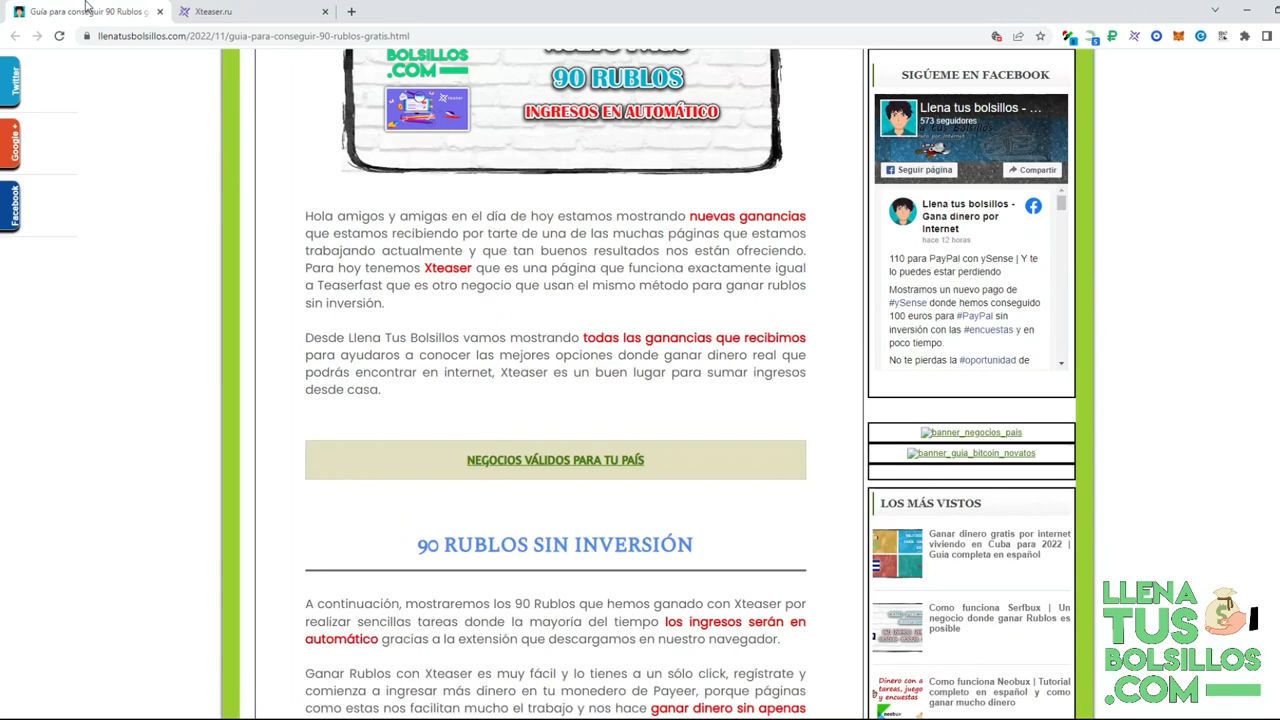 Guía para conseguir 90 Rublos g
Xteaser.ru
llenatusbolsillos.com/2022/11/guia-para-conseguir-90-rublos-gratis.html
Twitter
Google +
Facebook
BOLSILLOS
.COM
90 RUBLOS
INGRESOS EN AUTOMÁTICO
Hola amigos y amigas en el día de hoy estamos mostrando nuevas ganancias
que estamos recibiendo por tarte de una de las muchas páginas que estamos
trabajando actualmente y que tan buenos resultados nos están ofreciendo.
Para hoy tenemos Xteaser que es una página que funciona exactamente igual
a Teaserfast que es otro negocio que usan el mismo método para ganar rublos
sin inversión.
Desde Llena Tus Bolsillos vamos mostrando todas las ganancias que recibimos
para ayudaros a conocer las mejores opciones donde ganar dinero real que
podrás encontrar en internet, Xteaser es un buen lugar para sumar ingresos
desde casa.
NEGOCIOS VÁLIDOS PARA TU PAÍS
90 RUBLOS SIN INVERSIÓN
A continuación, mostraremos los 90 Rublos que hemos ganado con Xteaser por
realizar sencillas tareas donde la mayoría del tiempo los ingresos serán en
automático gracias a la extensión que descargamos en nuestro navegador.
Ganar Rublos con Xteaser es muy fácil y lo tienes a un sólo click, regístrate y
comienza a ingresar más dinero en tu monedero de Payeer, porque páginas
como estas nos facilitan mucho el trabajo y nos hace ganar dinero sin apenas
SIGÚEME EN FACEBOOK
Llena tus bolsillos - ...
573 seguidores
Seguir página
Compartir
Llena tus bolsillos -
Gana dinero por
Internet
hace 12 horas
110 para PayPal con ySense | Y te
lo puedes estar perdiendo
Mostramos un nuevo pago de
#ySense donde hemos conseguido
100 euros para #PayPal sin
inversión con las #encuestas y en
poco tiempo.
No te pierdas la #oportunidad de
banner_negocios_pais
banner_guia_bitcoin_novatos
LOS MÁS VISTOS
Ganar dinero gratis por internet
viviendo en Cuba para 2022 |
Guía completa en español
Como funciona Serfbux | Un
negocio donde ganar Rublos es
posible
Dinero con
tareas, juego
y encuestas
neobux
Como funciona Neobux | Tutorial
completo en español y como
ganar mucho dinero
LLENA
TUS
BOLSILLOS
.COM